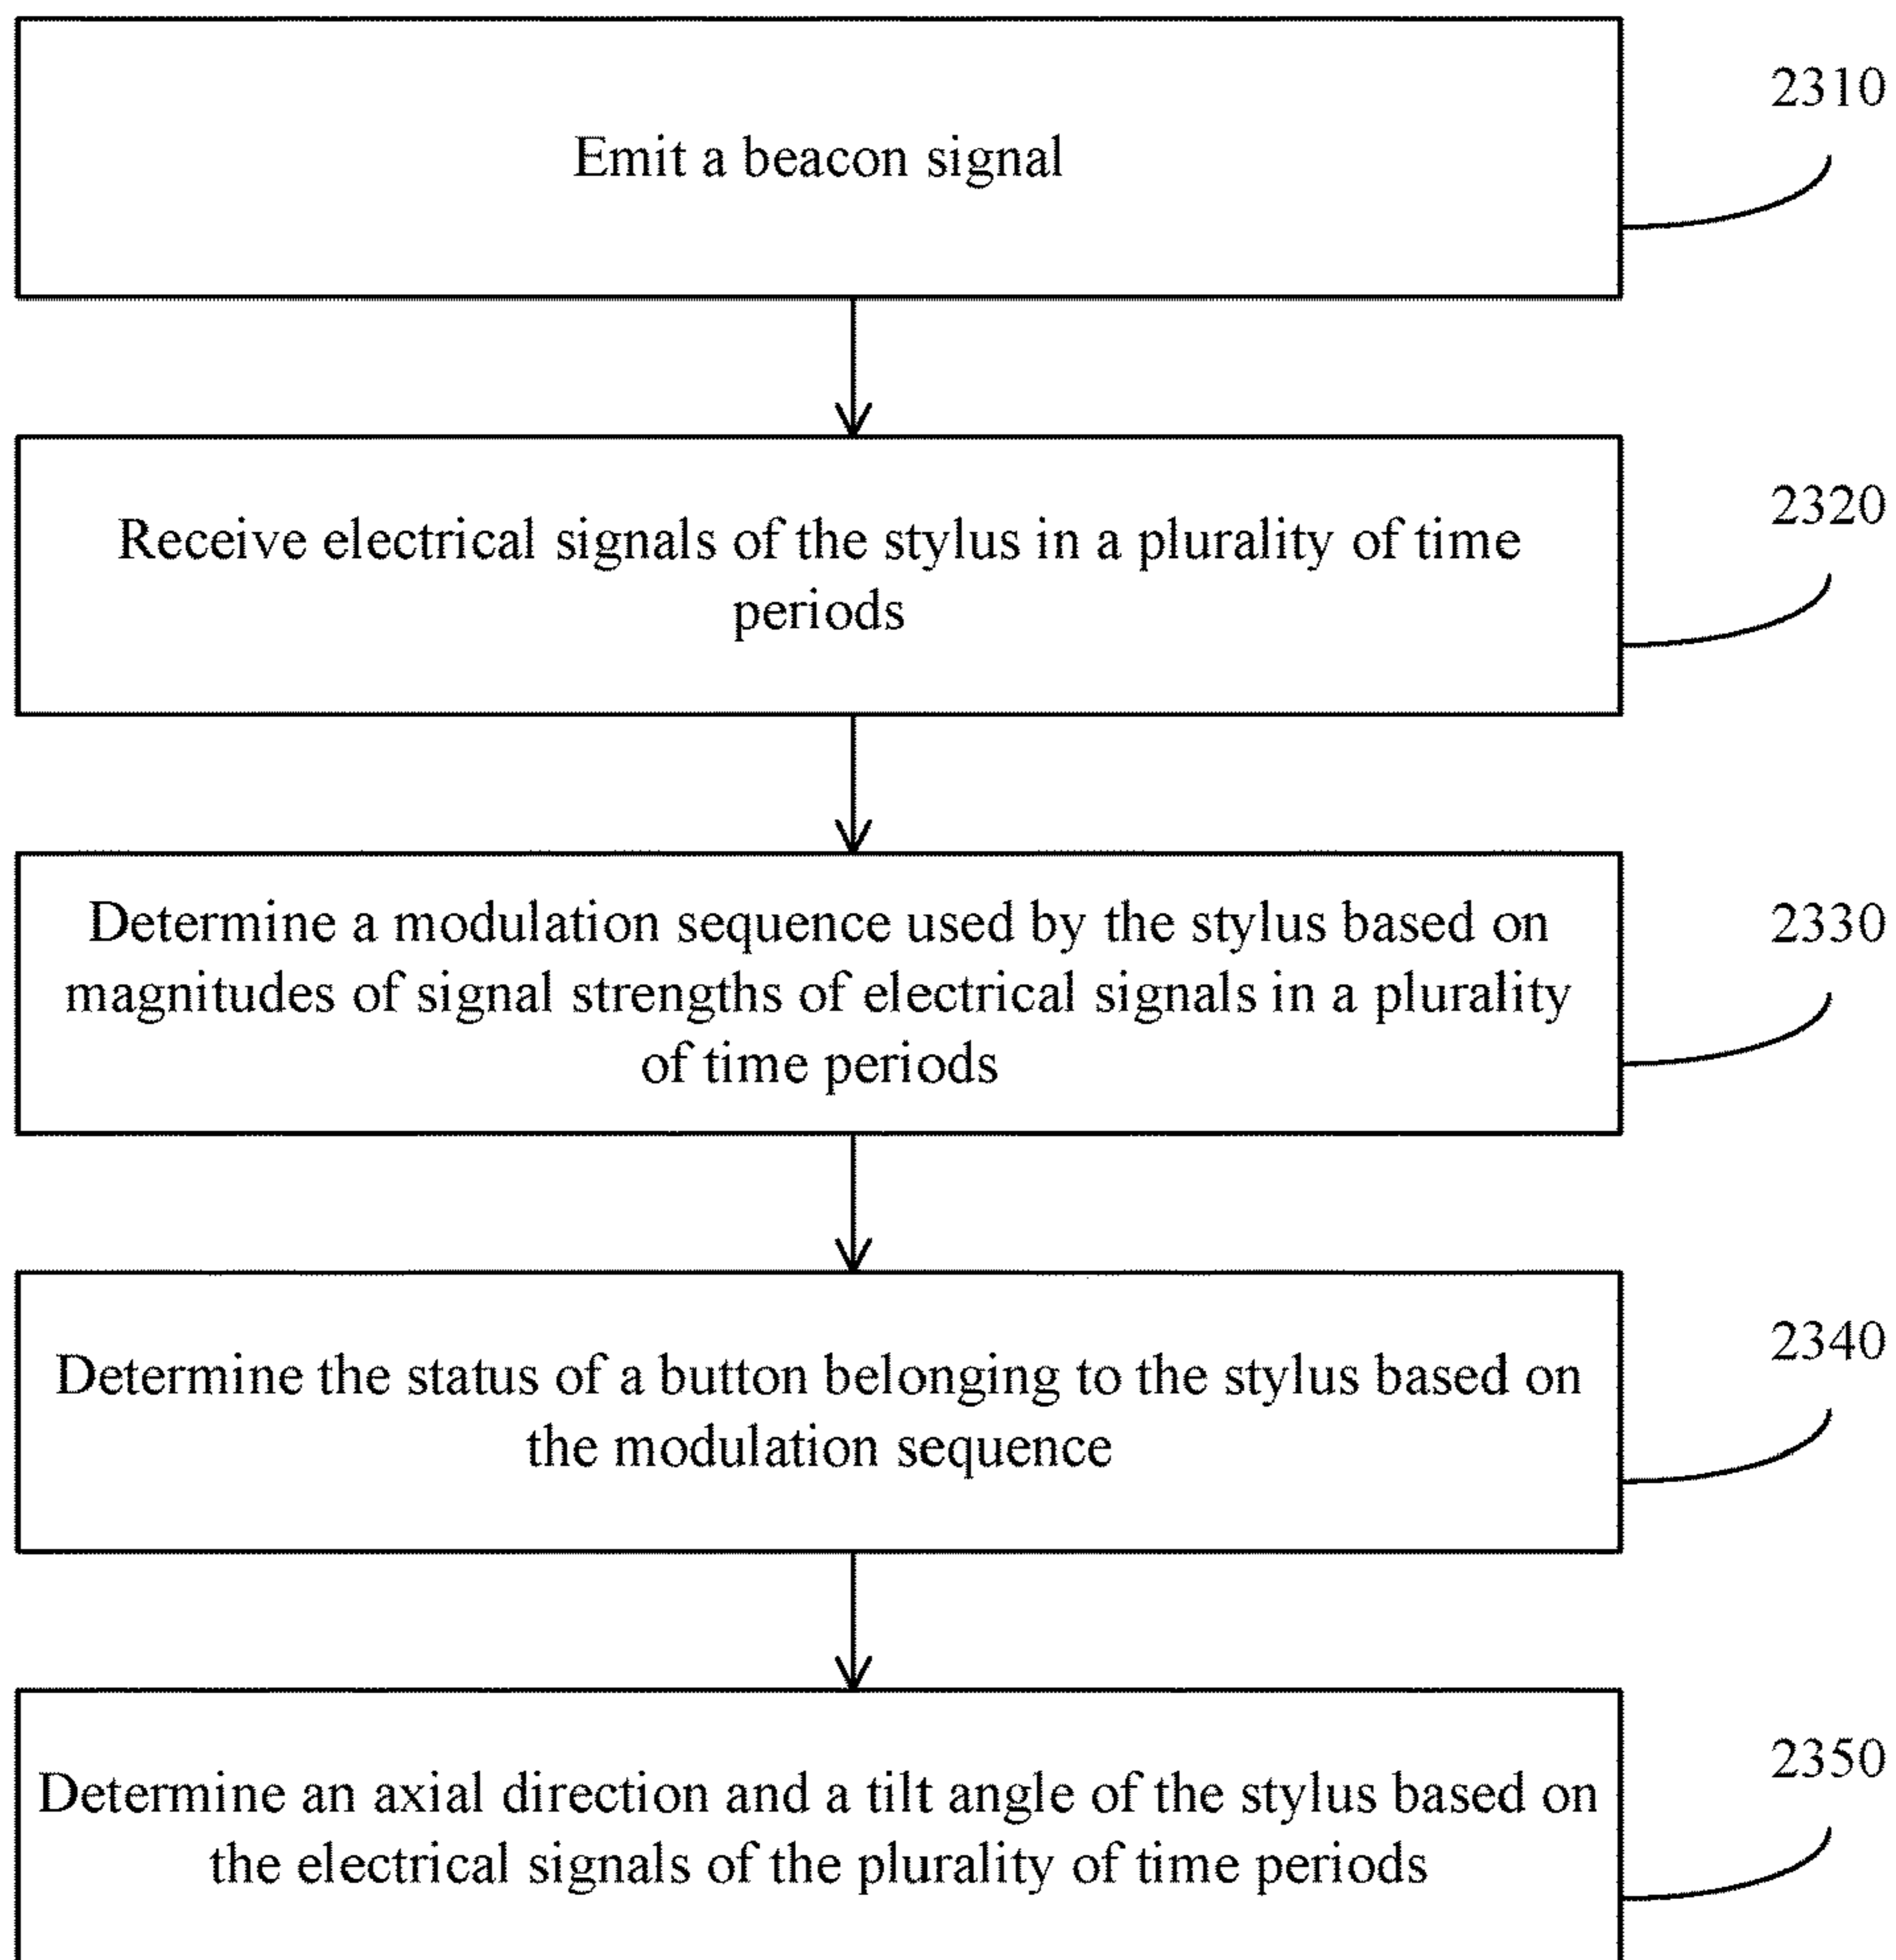 2310
Emit a beacon signal
2320
Receive electrical signals of the stylus in a plurality of time
periods
2330
Determine a modulation sequence used by the stylus based on
magnitudes of signal strengths of electrical signals in a plurality
of time periods
2340
Determine the status of a button belonging to the stylus based on
the modulation sequence
2350
Determine an axial direction and a tilt angle of the stylus based on
the electrical signals of the plurality of time periods